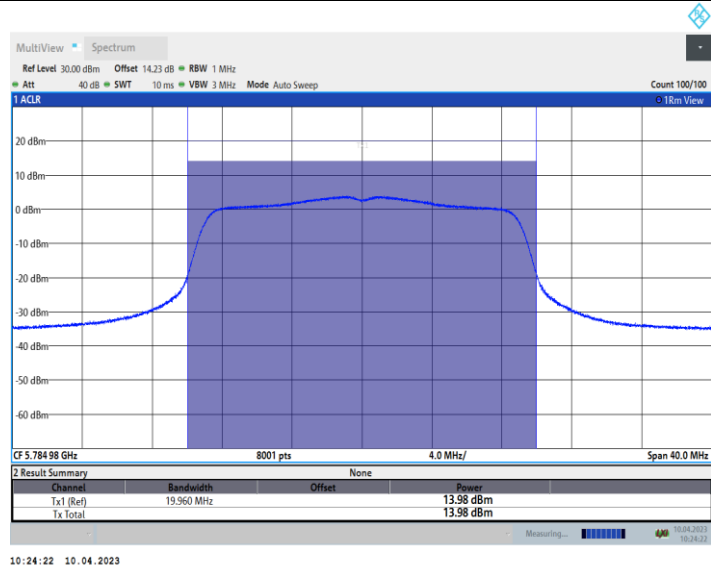 MultiView Spectrum
Ref Level 30.00 dBm Offset 14.23 dB RBW 1 MHz
Att 40 dB SWT 10 ms VBW 3 MHz Mode Auto Sweep Count 100/100
1 ACLR 1Rm View
20 dBm
10 dBm
0 dBm
-10 dBm
-20 dBm
-30 dBm
-40 dBm
-50 dBm
-60 dBm
CF 5.784 98 GHz 8001 pts 4.0 MHz/ Span 40.0 MHz
2 Result Summary None
Channel Bandwidth Offset Power
Tx1 (Ref) 19.960 MHz 13.98 dBm
Tx Total 13.98 dBm
Measuring... 10.04.2023
10:24:22
10:24:22 10.04.2023